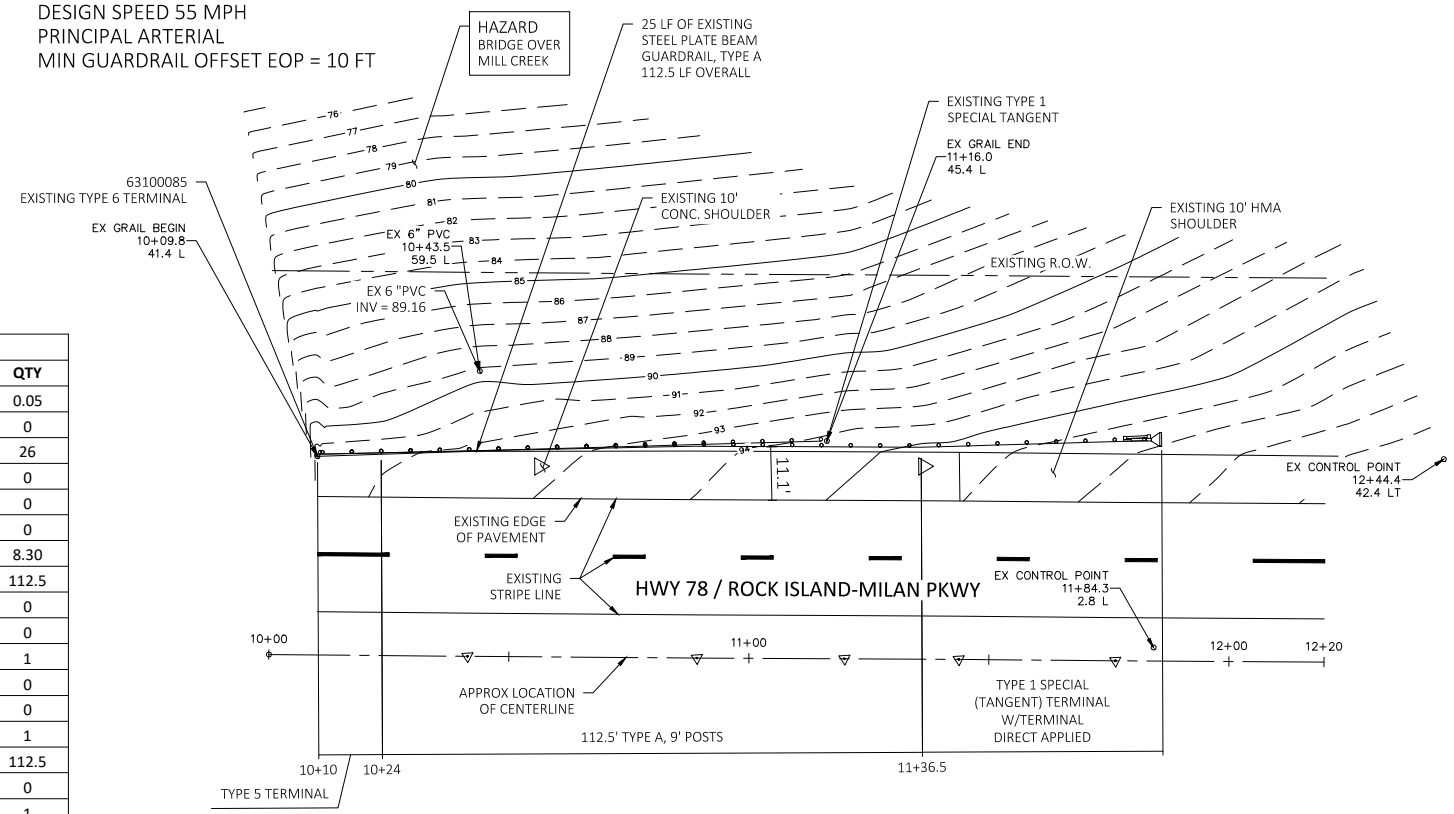 DESIGN SPEED 55 MPH
PRINCIPAL ARTERIAL
MIN GUARDRAIL OFFSET EOP = 10 FT
HAZARD
BRIDGE OVER
MILL CREEK
25 LF OF EXISTING
STEEL PLATE BEAM
GUARDRAIL, TYPE A
112.5 LF OVERALL
EXISTING TYPE 1
SPECIAL TANGENT
EX GRAIL END
11+16.0
45.4 L
63100085
EXISTING TYPE 6 TERMINAL
EX GRAIL BEGIN
10+09.8
41.4 L
EX 6" PVC
10+43.5
59.5 L
EX 6 "PVC
INV = 89.16
EXISTING 10'
CONC. SHOULDER
EXISTING 10' HMA
SHOULDER
EXISTING R.O.W.
76
77
78
79
80
81
82
83
84
85
86
87
88
89
90
91
92
93
94
11.1'
EX CONTROL POINT
12+44.4
42.4 LT
EXISTING EDGE
OF PAVEMENT
EXISTING
STRIPE LINE
HWY 78 / ROCK ISLAND-MILAN PKWY
EX CONTROL POINT
11+84.3
2.8 L
10+00
11+00
12+00
12+20
APPROX LOCATION
OF CENTERLINE
112.5' TYPE A, 9' POSTS
TYPE 1 SPECIAL
(TANGENT) TERMINAL
W/TERMINAL
DIRECT APPLIED
10+10
10+24
11+36.5
TYPE 5 TERMINAL
QTY
0.05
0
26
0
0
0
8.30
112.5
0
0
1
0
0
1
112.5
0
1